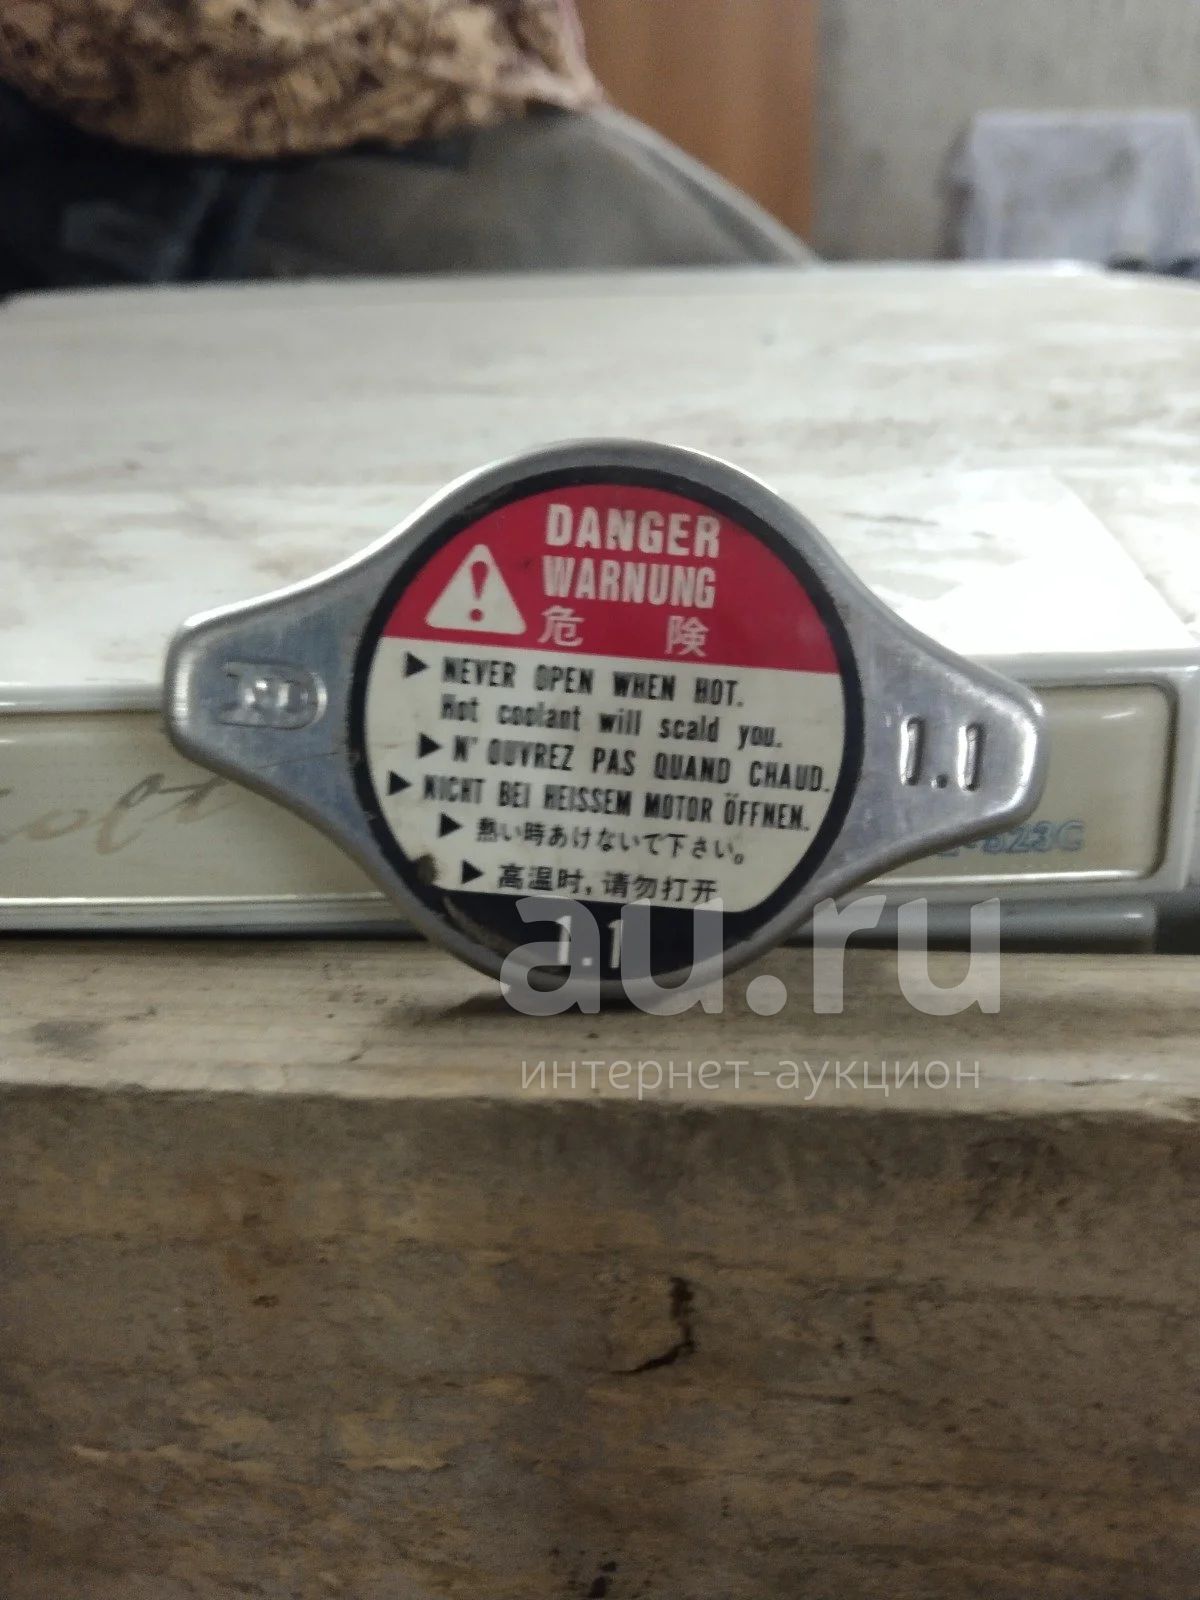 DANGER
WARNUNG
危険
▶ NEVER OPEN WHEN HOT.
Hot coolant will scald you.
▶ N'OUVREZ PAS QUAND CHAUD.
▶ NICHT BEI HEISSEM MOTOR ÖFFNEN.
▶ 熱い時あけないで下さい。
▶ 高温时,请勿打开
1.1
1.1
au.ru
интернет-аукцион